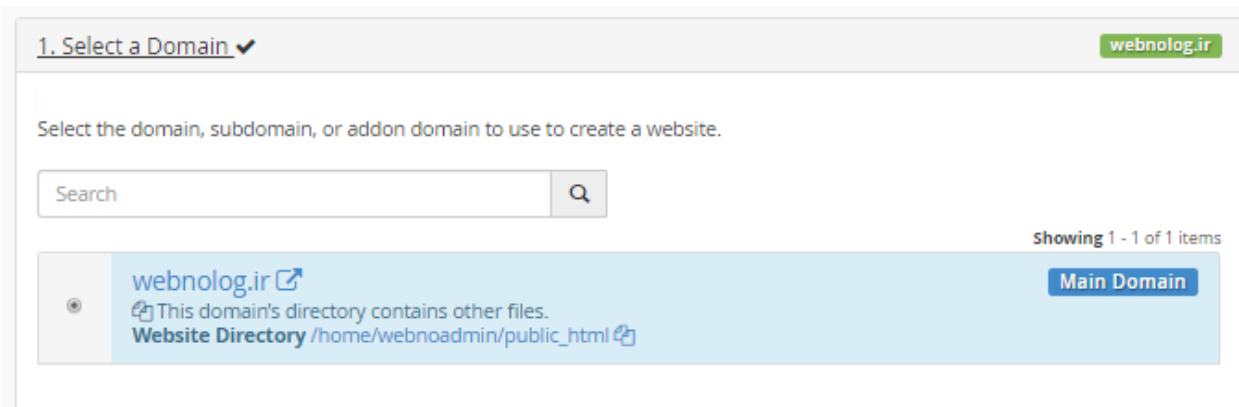 1. Select a Domain
webnolog.ir
Select the domain, subdomain, or addon domain to use to create a website.
Search
Showing 1 - 1 of 1 items
webnolog.ir
Main Domain
This domain's directory contains other files.
Website Directory /home/webnoadmin/public_html